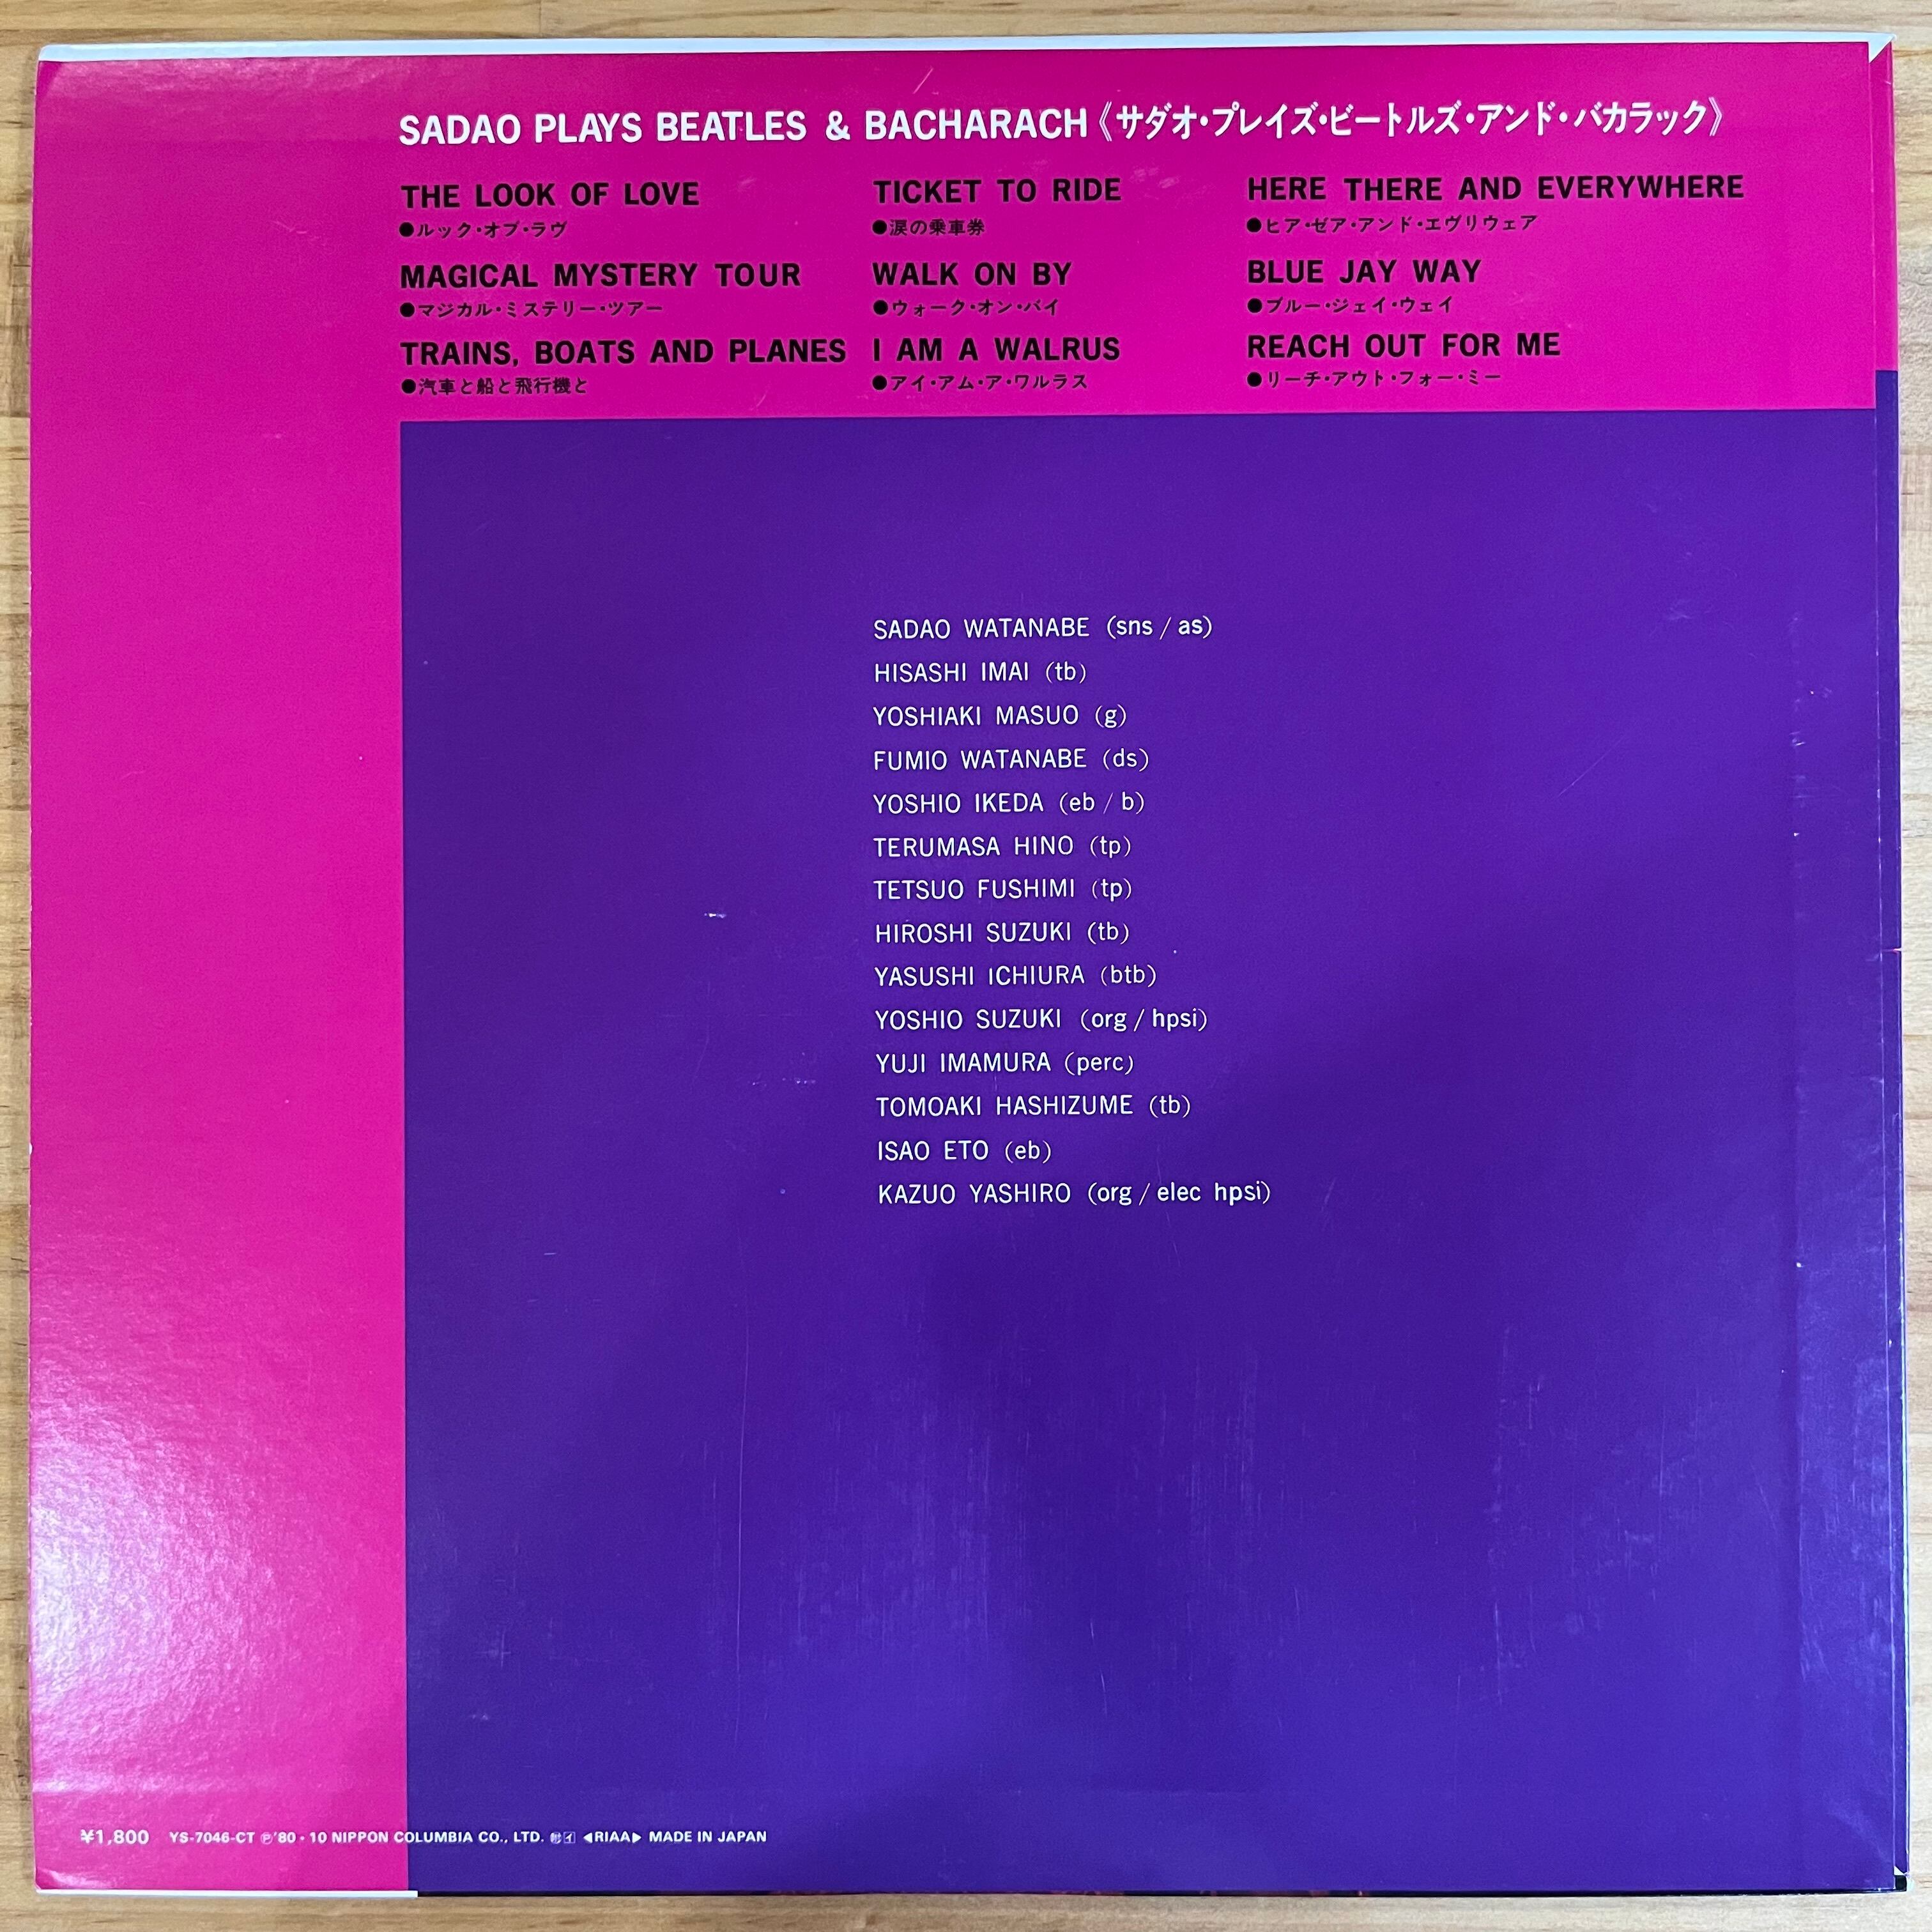 SADAO PLAYS BEATLES & BACHARACH《サダオ・プレイズ・ビートルズ・アンド・バカラック》
THE LOOK OF LOVE
●ルック・オブ・ラヴ
MAGICAL MYSTERY TOUR
●マジカル・ミステリー・ツアー
TRAINS, BOATS AND PLANES
●汽車と船と飛行機と
TICKET TO RIDE
●涙の乗車券
WALK ON BY
●ウォーク・オン・バイ
I AM A WALRUS
●アイ・アム・ア・ワルラス
HERE THERE AND EVERYWHERE
●ヒア・ゼア・アンド・エヴリウェア
BLUE JAY WAY
●ブルー・ジェイ・ウェイ
REACH OUT FOR ME
●リーチ・アウト・フォー・ミー
SADAO WATANABE (sns / as)
HISASHI IMAI (tb)
YOSHIAKI MASUO (g)
FUMIO WATANABE (ds)
YOSHIO IKEDA (eb / b)
TERUMASA HINO (tp)
TETSUO FUSHIMI (tp)
HIROSHI SUZUKI (tb)
YASUSHI ICHIURA (btb)
YOSHIO SUZUKI (org / hpsi)
YUJI IMAMURA (perc)
TOMOAKI HASHIZUME (tb)
ISAO ETO (eb)
KAZUO YASHIRO (org / elec hpsi)
¥1,800 YS-7046-CT ℗'80・10 NIPPON COLUMBIA CO., LTD. ◀RIAA▶ MADE IN JAPAN